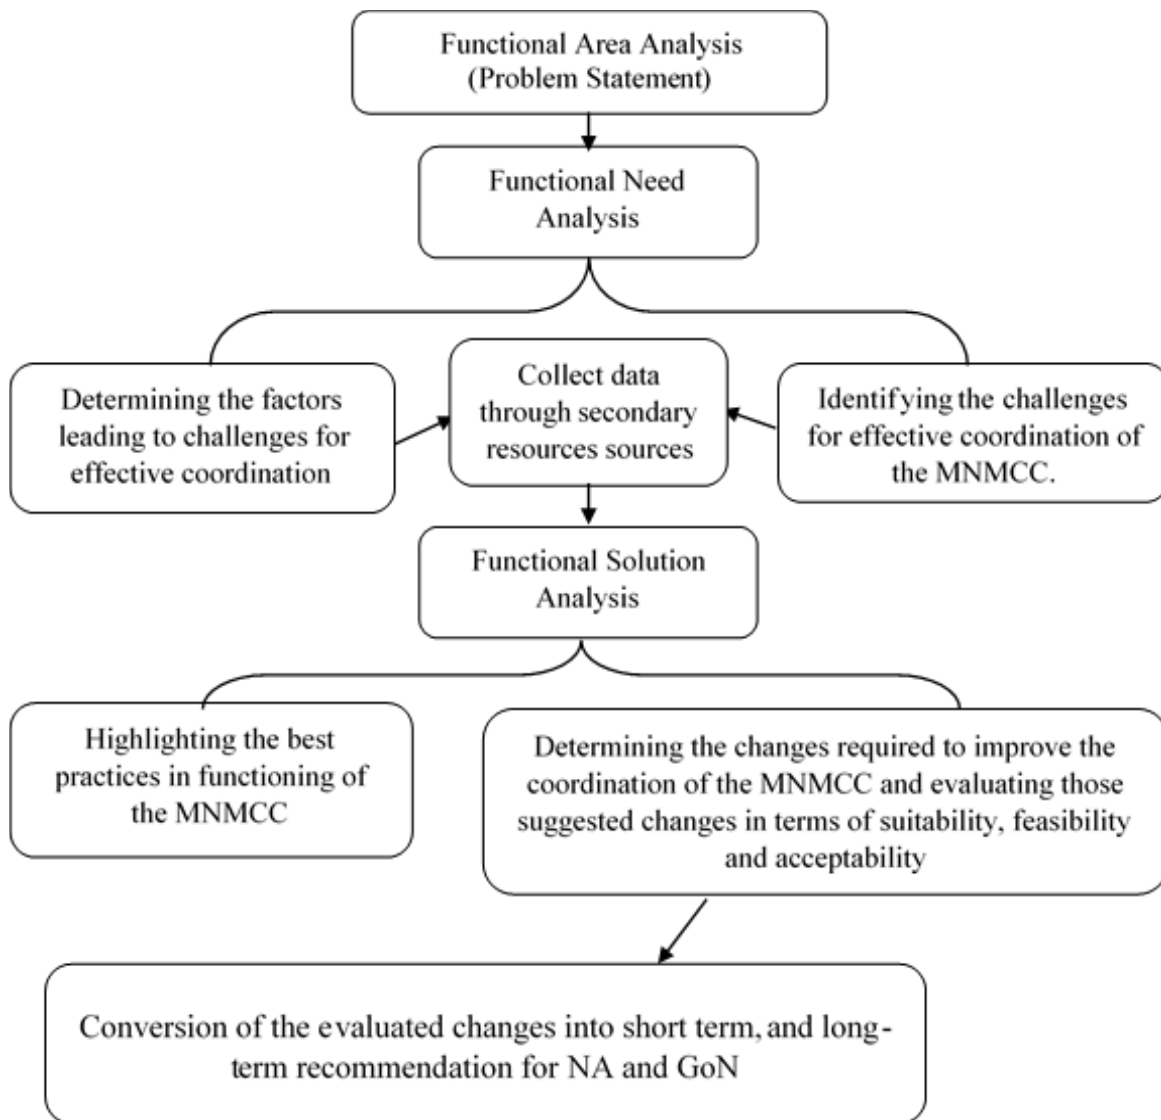 Functional Area Analysis
(Problem Statement)
Functional Need
Analysis
Determining the factors
leading to challenges for
effective coordination
Collect data
through secondary
resources sources
Identifying the challenges
for effective coordination of
the MNMCC.
Functional Solution
Analysis
Highlighting the best
practices in functioning of
the MNMCC
Determining the changes required to improve the
coordination of the MNMCC and evaluating those
suggested changes in terms of suitability, feasibility
and acceptability
Conversion of the evaluated changes into short term, and long-
term recommendation for NA and GoN